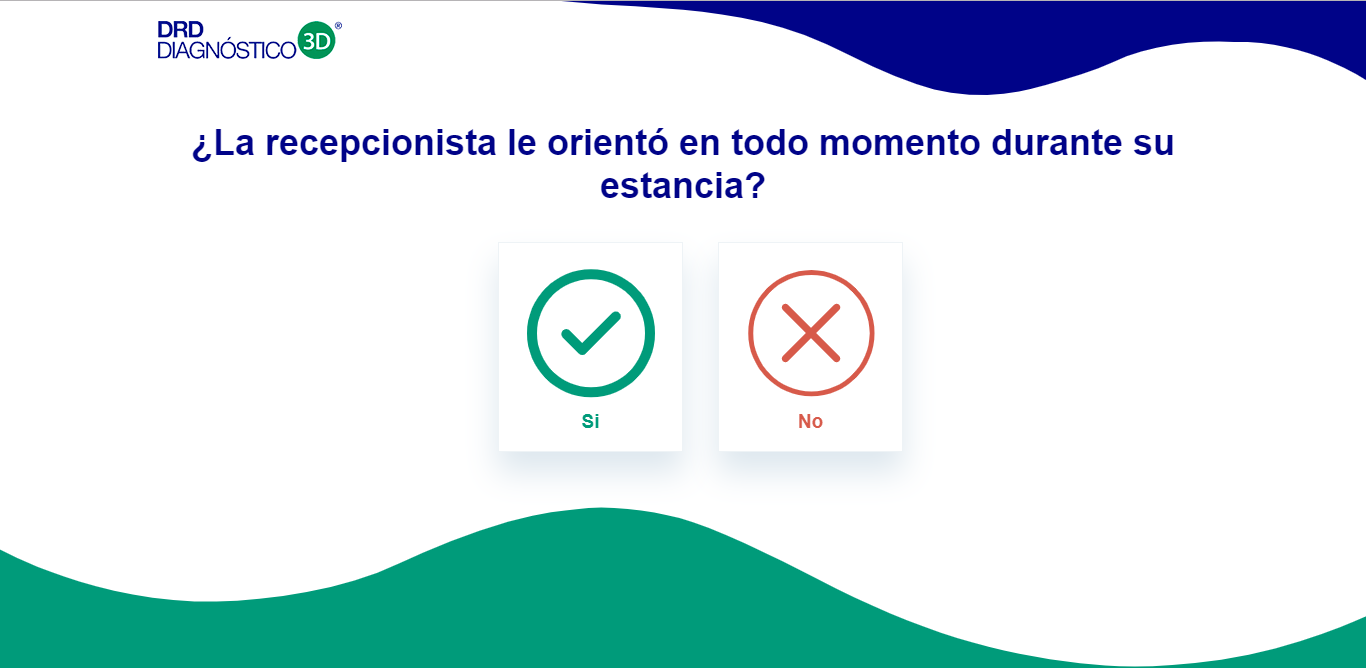 DRD
DIAGNÓSTICO 3D®
¿La recepcionista le orientó en todo momento durante su
estancia?
Si
No